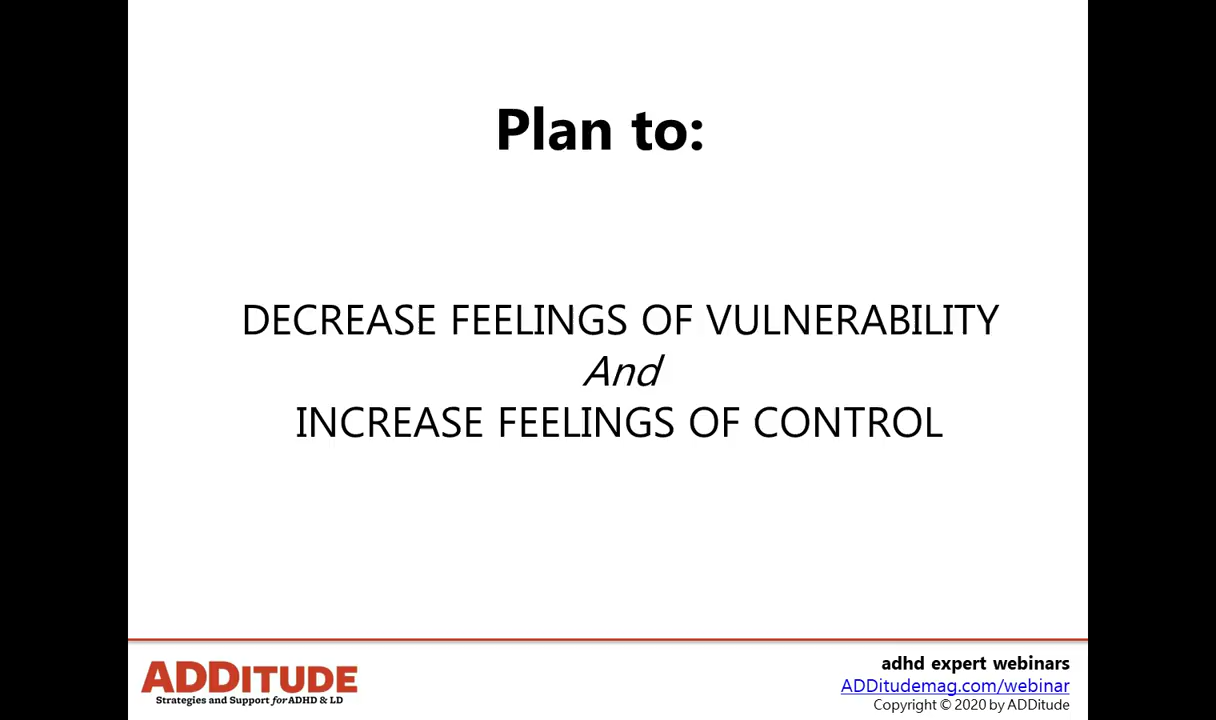 Plan to:
DECREASE FEELINGS OF VULNERABILITY
And
INCREASE FEELINGS OF CONTROL
ADDITUDE
Strategies and Support for ADHD & LD
adhd expert webinars
ADDitudemag.com/webinar
Copyright © 2020 by ADDitude